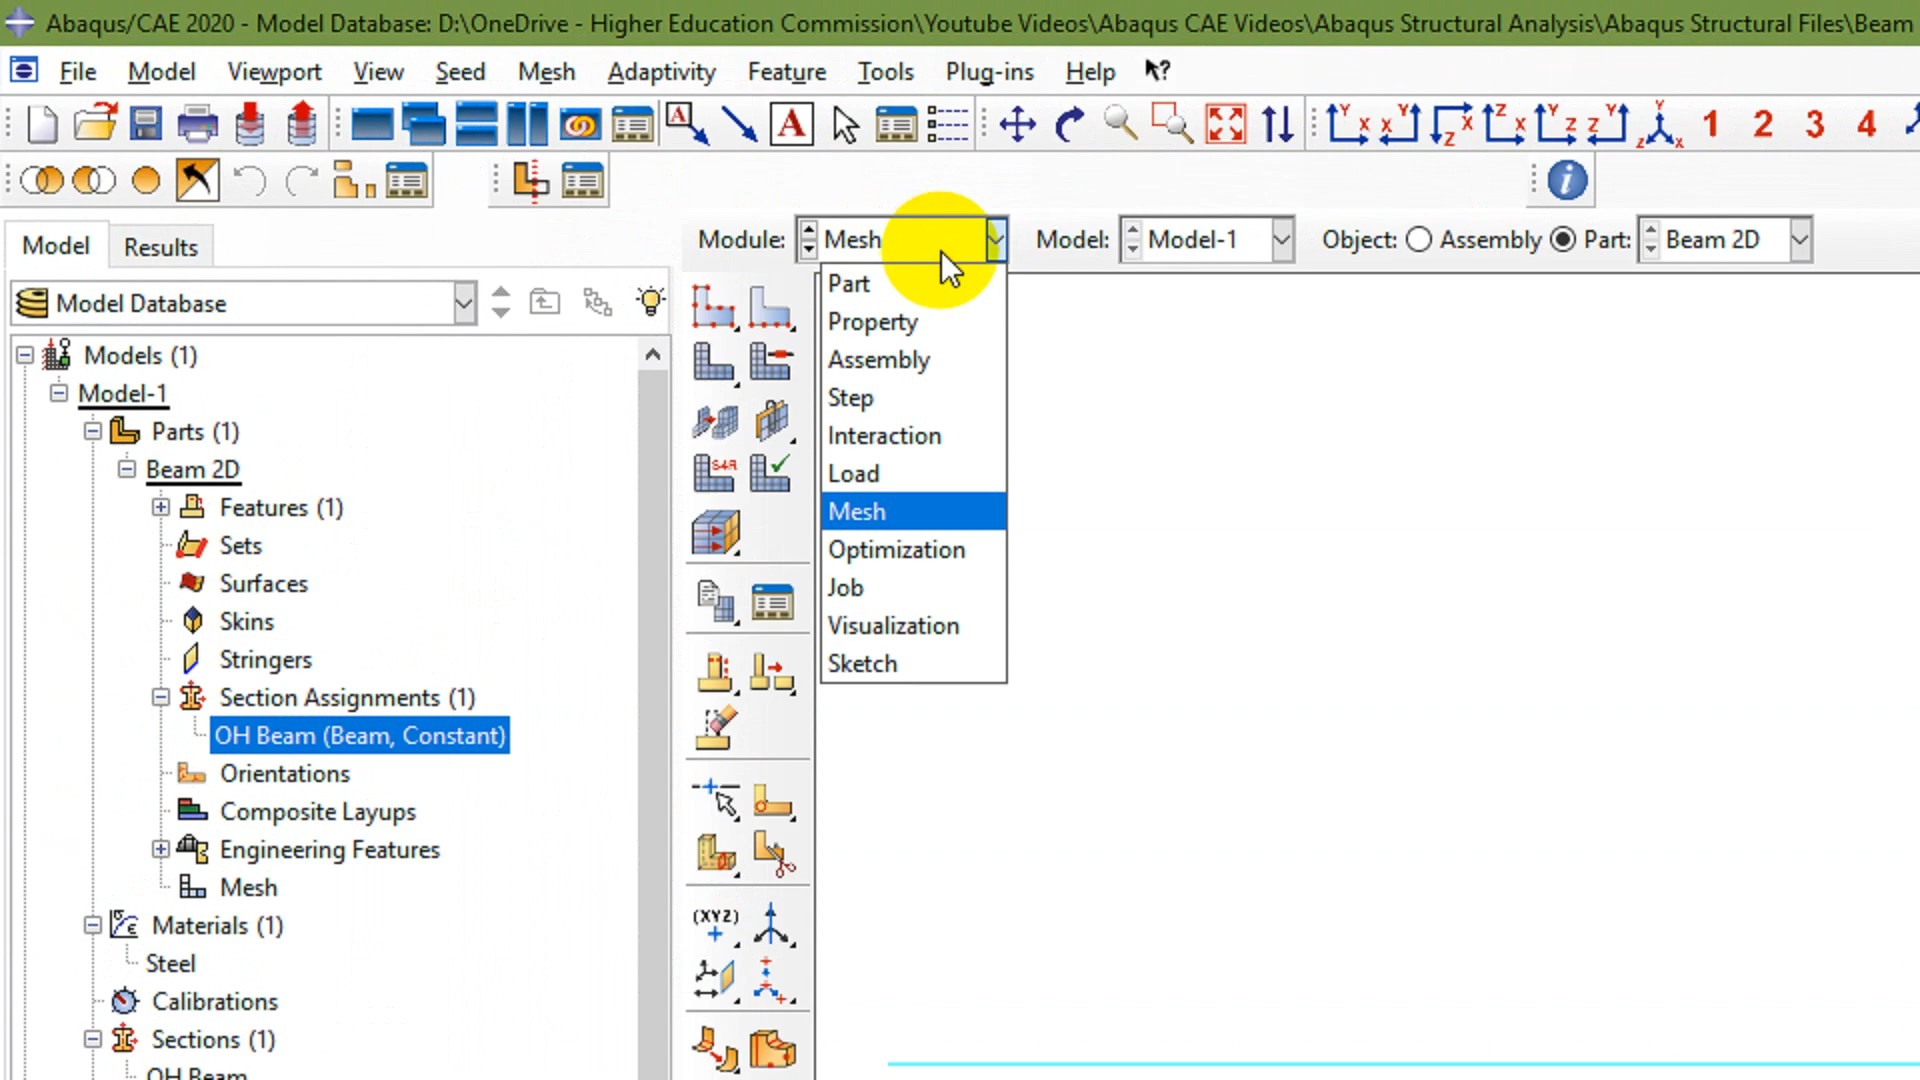 Abaqus/CAE 2020 - Model Database: D:\OneDrive - Higher Education Commission\Youtube Videos\Abaqus CAE Videos\Abaqus Structural Analysis\Abaqus Structural Files\Beam
File Model Viewport View Seed Mesh Adaptivity Feature Tools Plug-ins Help ?
A A Y X X Y Z X Z X Y Z Z Y Y Z X 1 2 3 4
i
Model Results
Module: Mesh Model: Model-1 Object: Assembly Part: Beam 2D
Model Database
Part
Property
Assembly
Step
Interaction
Load
Mesh
Optimization
Job
Visualization
Sketch
Models (1)
Model-1
Parts (1)
Beam 2D
Features (1)
Sets
Surfaces
Skins
Stringers
Section Assignments (1)
OH Beam (Beam, Constant)
Orientations
Composite Layups
Engineering Features
Mesh
Materials (1)
Steel
Calibrations
Sections (1)
OH Beam
S4R
(XYZ)